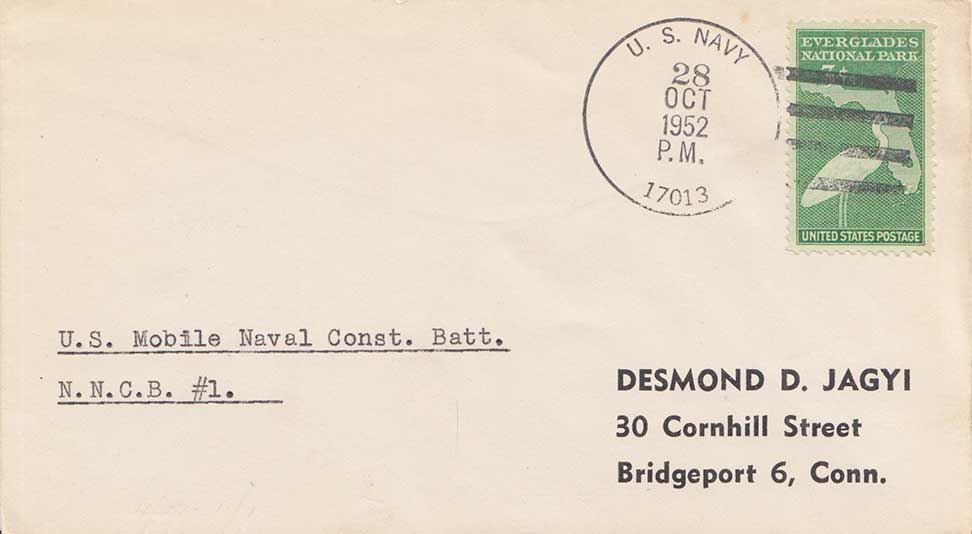 U. S. NAVY
28
OCT
1952
P.M.
17013
EVERGLADES
NATIONAL PARK
3¢
UNITED STATES POSTAGE
U.S. Mobile Naval Const. Batt.
N.N.C.B. #1.
DESMOND D. JAGYI
30 Cornhill Street
Bridgeport 6, Conn.